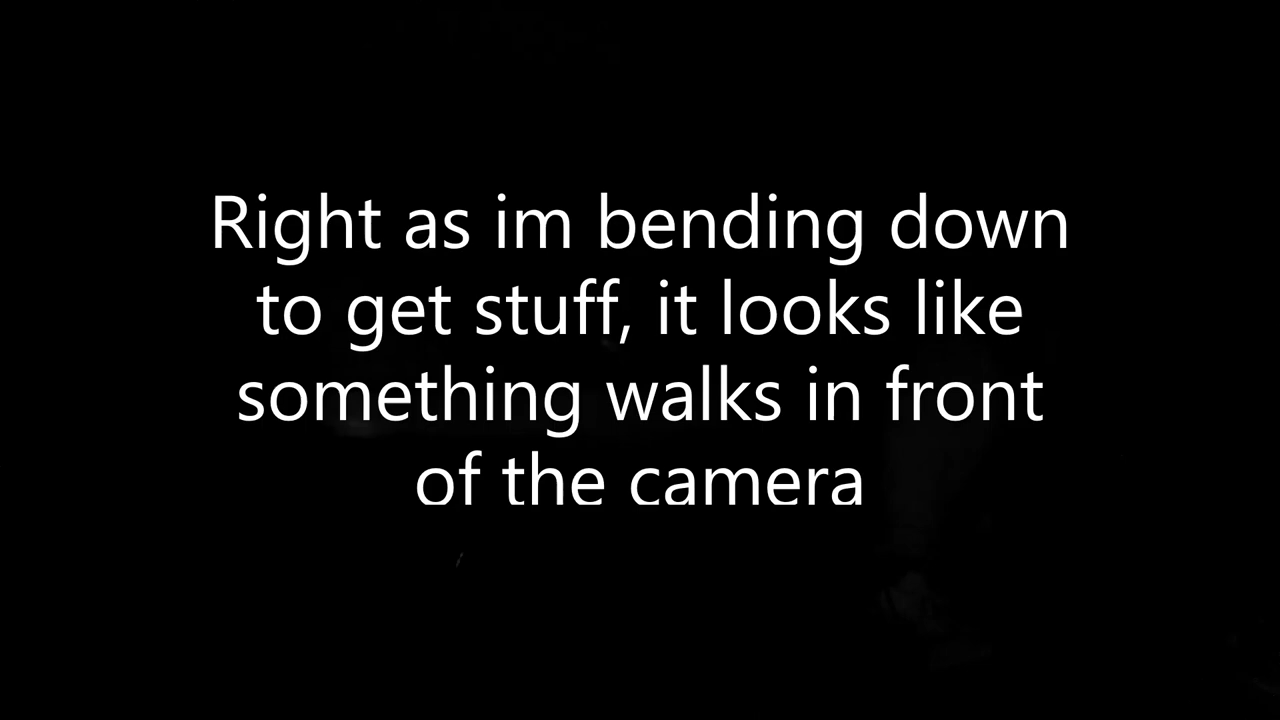 Right as im bending down
to get stuff, it looks like
something walks in front
of the camera